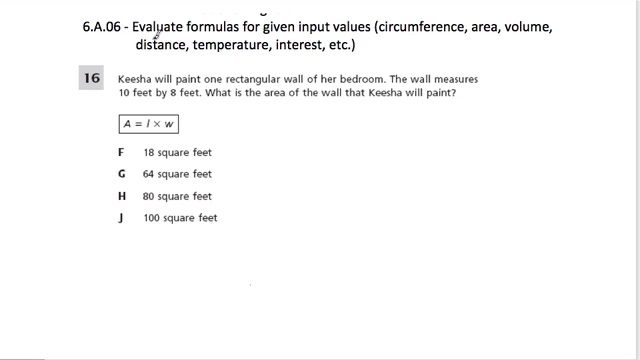 6.A.06 - Evaluate formulas for given input values (circumference, area, volume,
distance, temperature, interest, etc.)
16 Keesha will paint one rectangular wall of her bedroom. The wall measures
10 feet by 8 feet. What is the area of the wall that Keesha will paint?
A = l × w
F 18 square feet
G 64 square feet
H 80 square feet
J 100 square feet